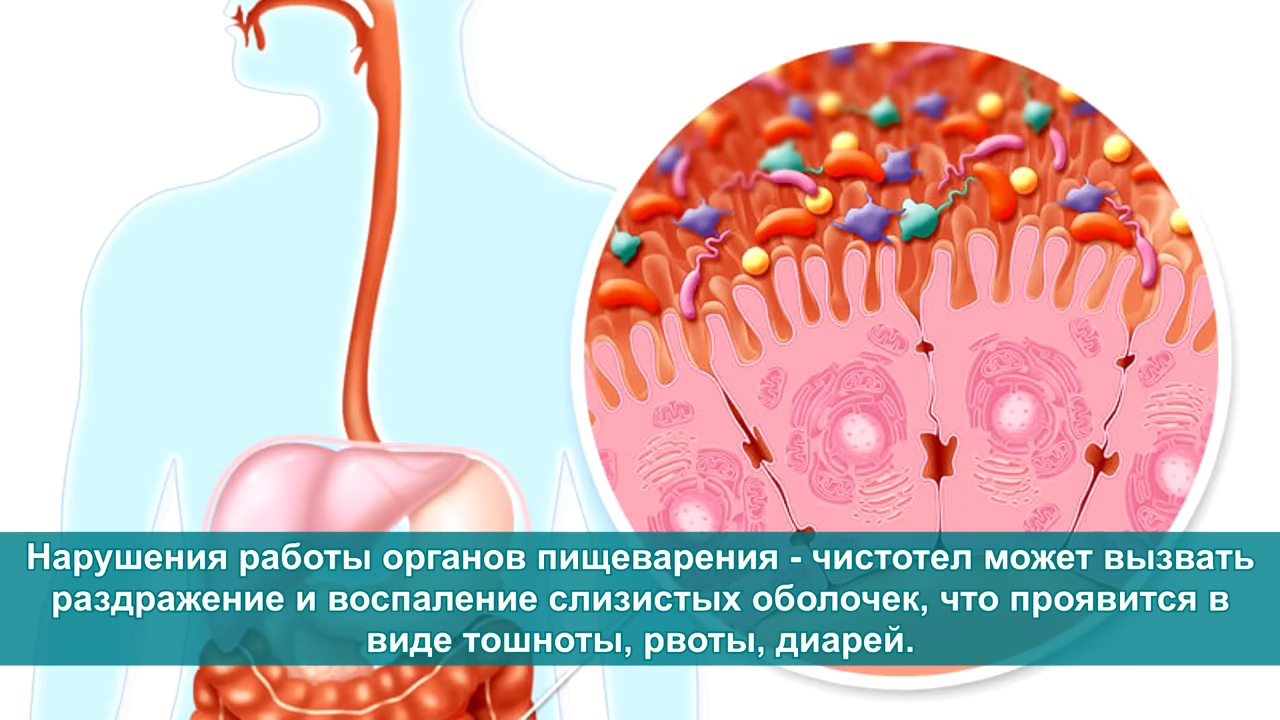 Нарушения работы органов пищеварения - чистотел может вызвать
раздражение и воспаление слизистых оболочек, что проявится в
виде тошноты, рвоты, диарей.